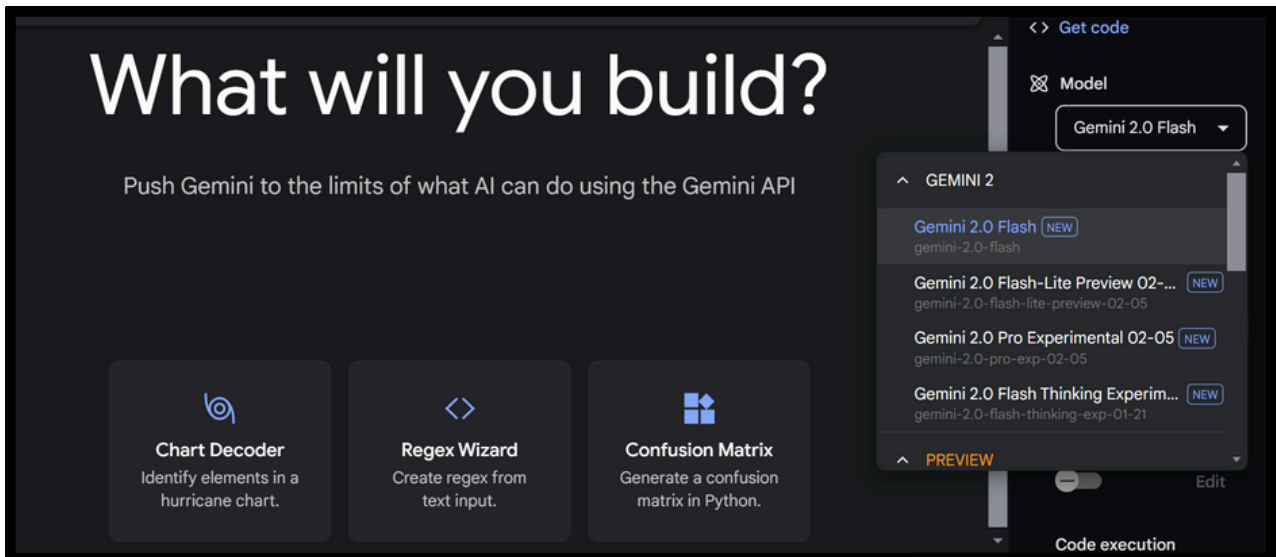 What will you build?
Push Gemini to the limits of what AI can do using the Gemini API
Chart Decoder
Identify elements in a
hurricane chart.
Regex Wizard
Create regex from
text input.
Confusion Matrix
Generate a confusion
matrix in Python.
<> Get code
Model
Gemini 2.0 Flash
GEMINI 2
Gemini 2.0 Flash NEW
gemini-2.0-flash
Gemini 2.0 Flash-Lite Preview 02-... NEW
gemini-2.0-flash-lite-preview-02-05
Gemini 2.0 Pro Experimental 02-05 NEW
gemini-2.0-pro-exp-02-05
Gemini 2.0 Flash Thinking Experim... NEW
gemini-2.0-flash-thinking-exp-01-21
PREVIEW
Edit
Code execution